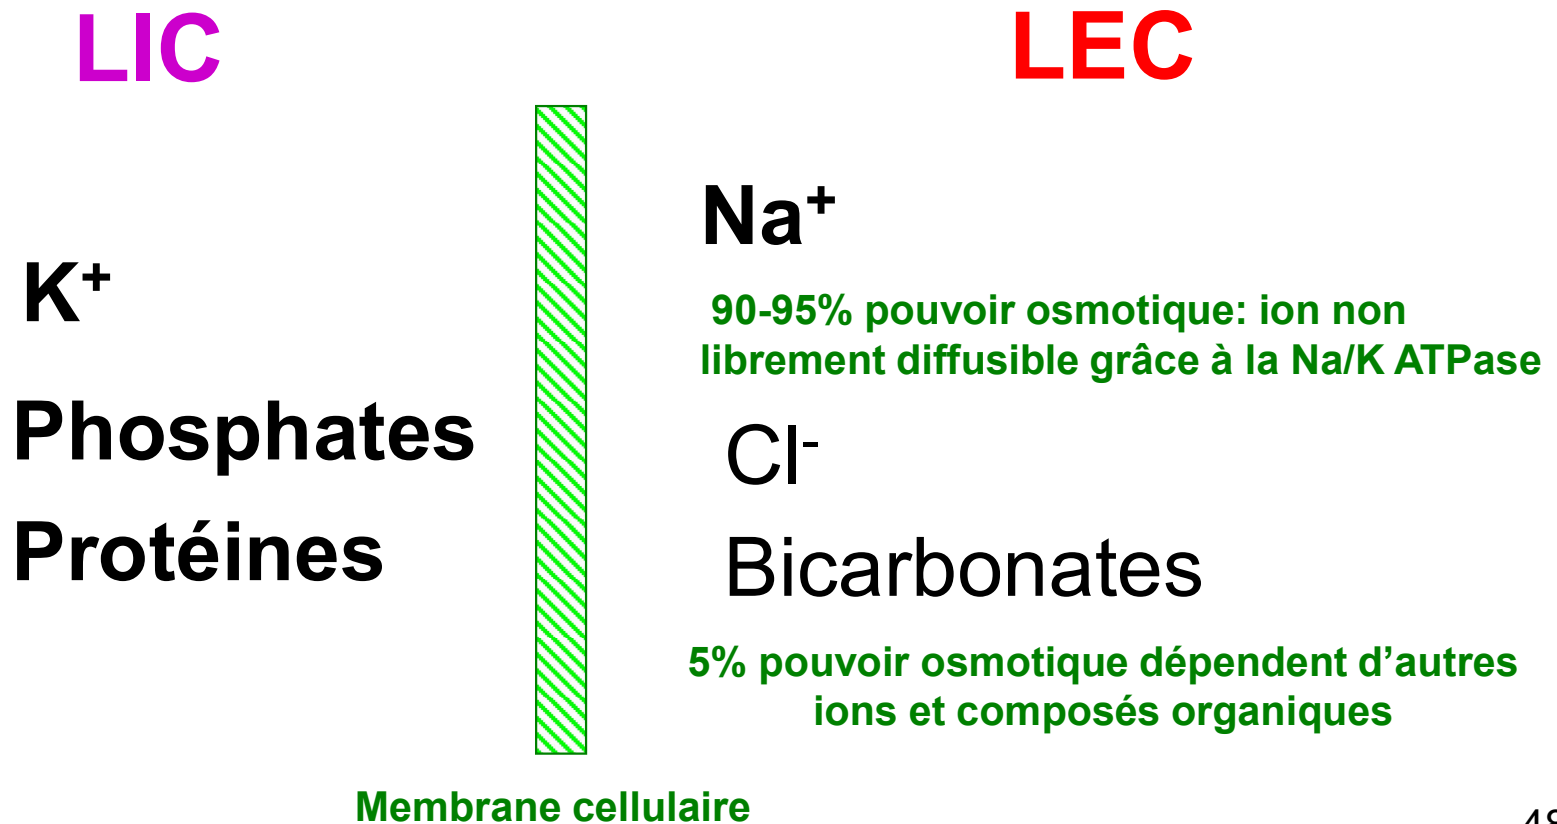 LIC
LEC
Na⁺
K⁺
90-95% pouvoir osmotique: ion non
librement diffusible grâce à la Na/K ATPase
Phosphates
Cl⁻
Protéines
Bicarbonates
5% pouvoir osmotique dépendent d’autres
ions et composés organiques
Membrane cellulaire